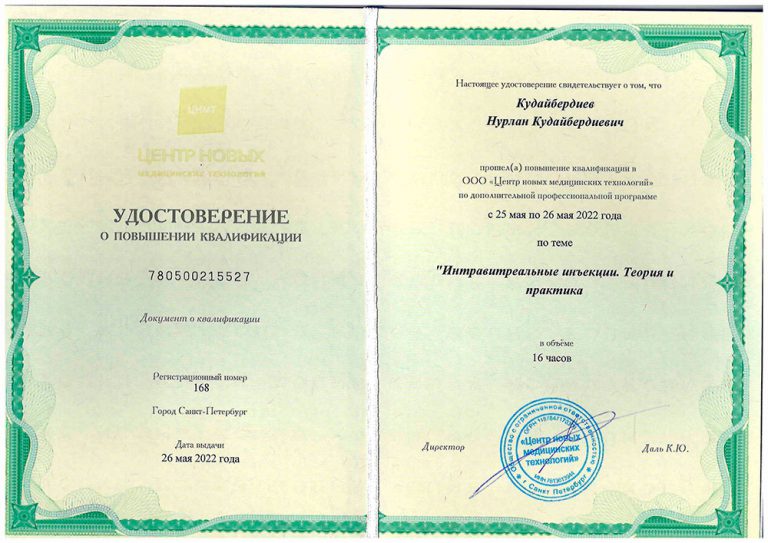 ЦНМТ
ЦЕНТР НОВЫХ
МЕДИЦИНСКИХ ТЕХНОЛОГИЙ
УДОСТОВЕРЕНИЕ
О ПОВЫШЕНИИ КВАЛИФИКАЦИИ
780500215527
Документ о квалификации
Регистрационный номер
168
Город Санкт-Петербург
Дата выдачи
26 мая 2022 года
Настоящее удостоверение свидетельствует о том, что
Кудайбердиев
Нурлан Кудайбердиевич
прошел(а) повышение квалификации в
ООО «Центр новых медицинских технологий»
по дополнительной профессиональной программе
с 25 мая по 26 мая 2022 года
по теме
"Интравитреальные инъекции. Теория и
практика
в объёме
16 часов
Директор
Даль К.Ю.
Общество с ограниченной ответственностью
ОГРН
«Центр новых
медицинских
технологий»
ИНН
г Санкт Петербург